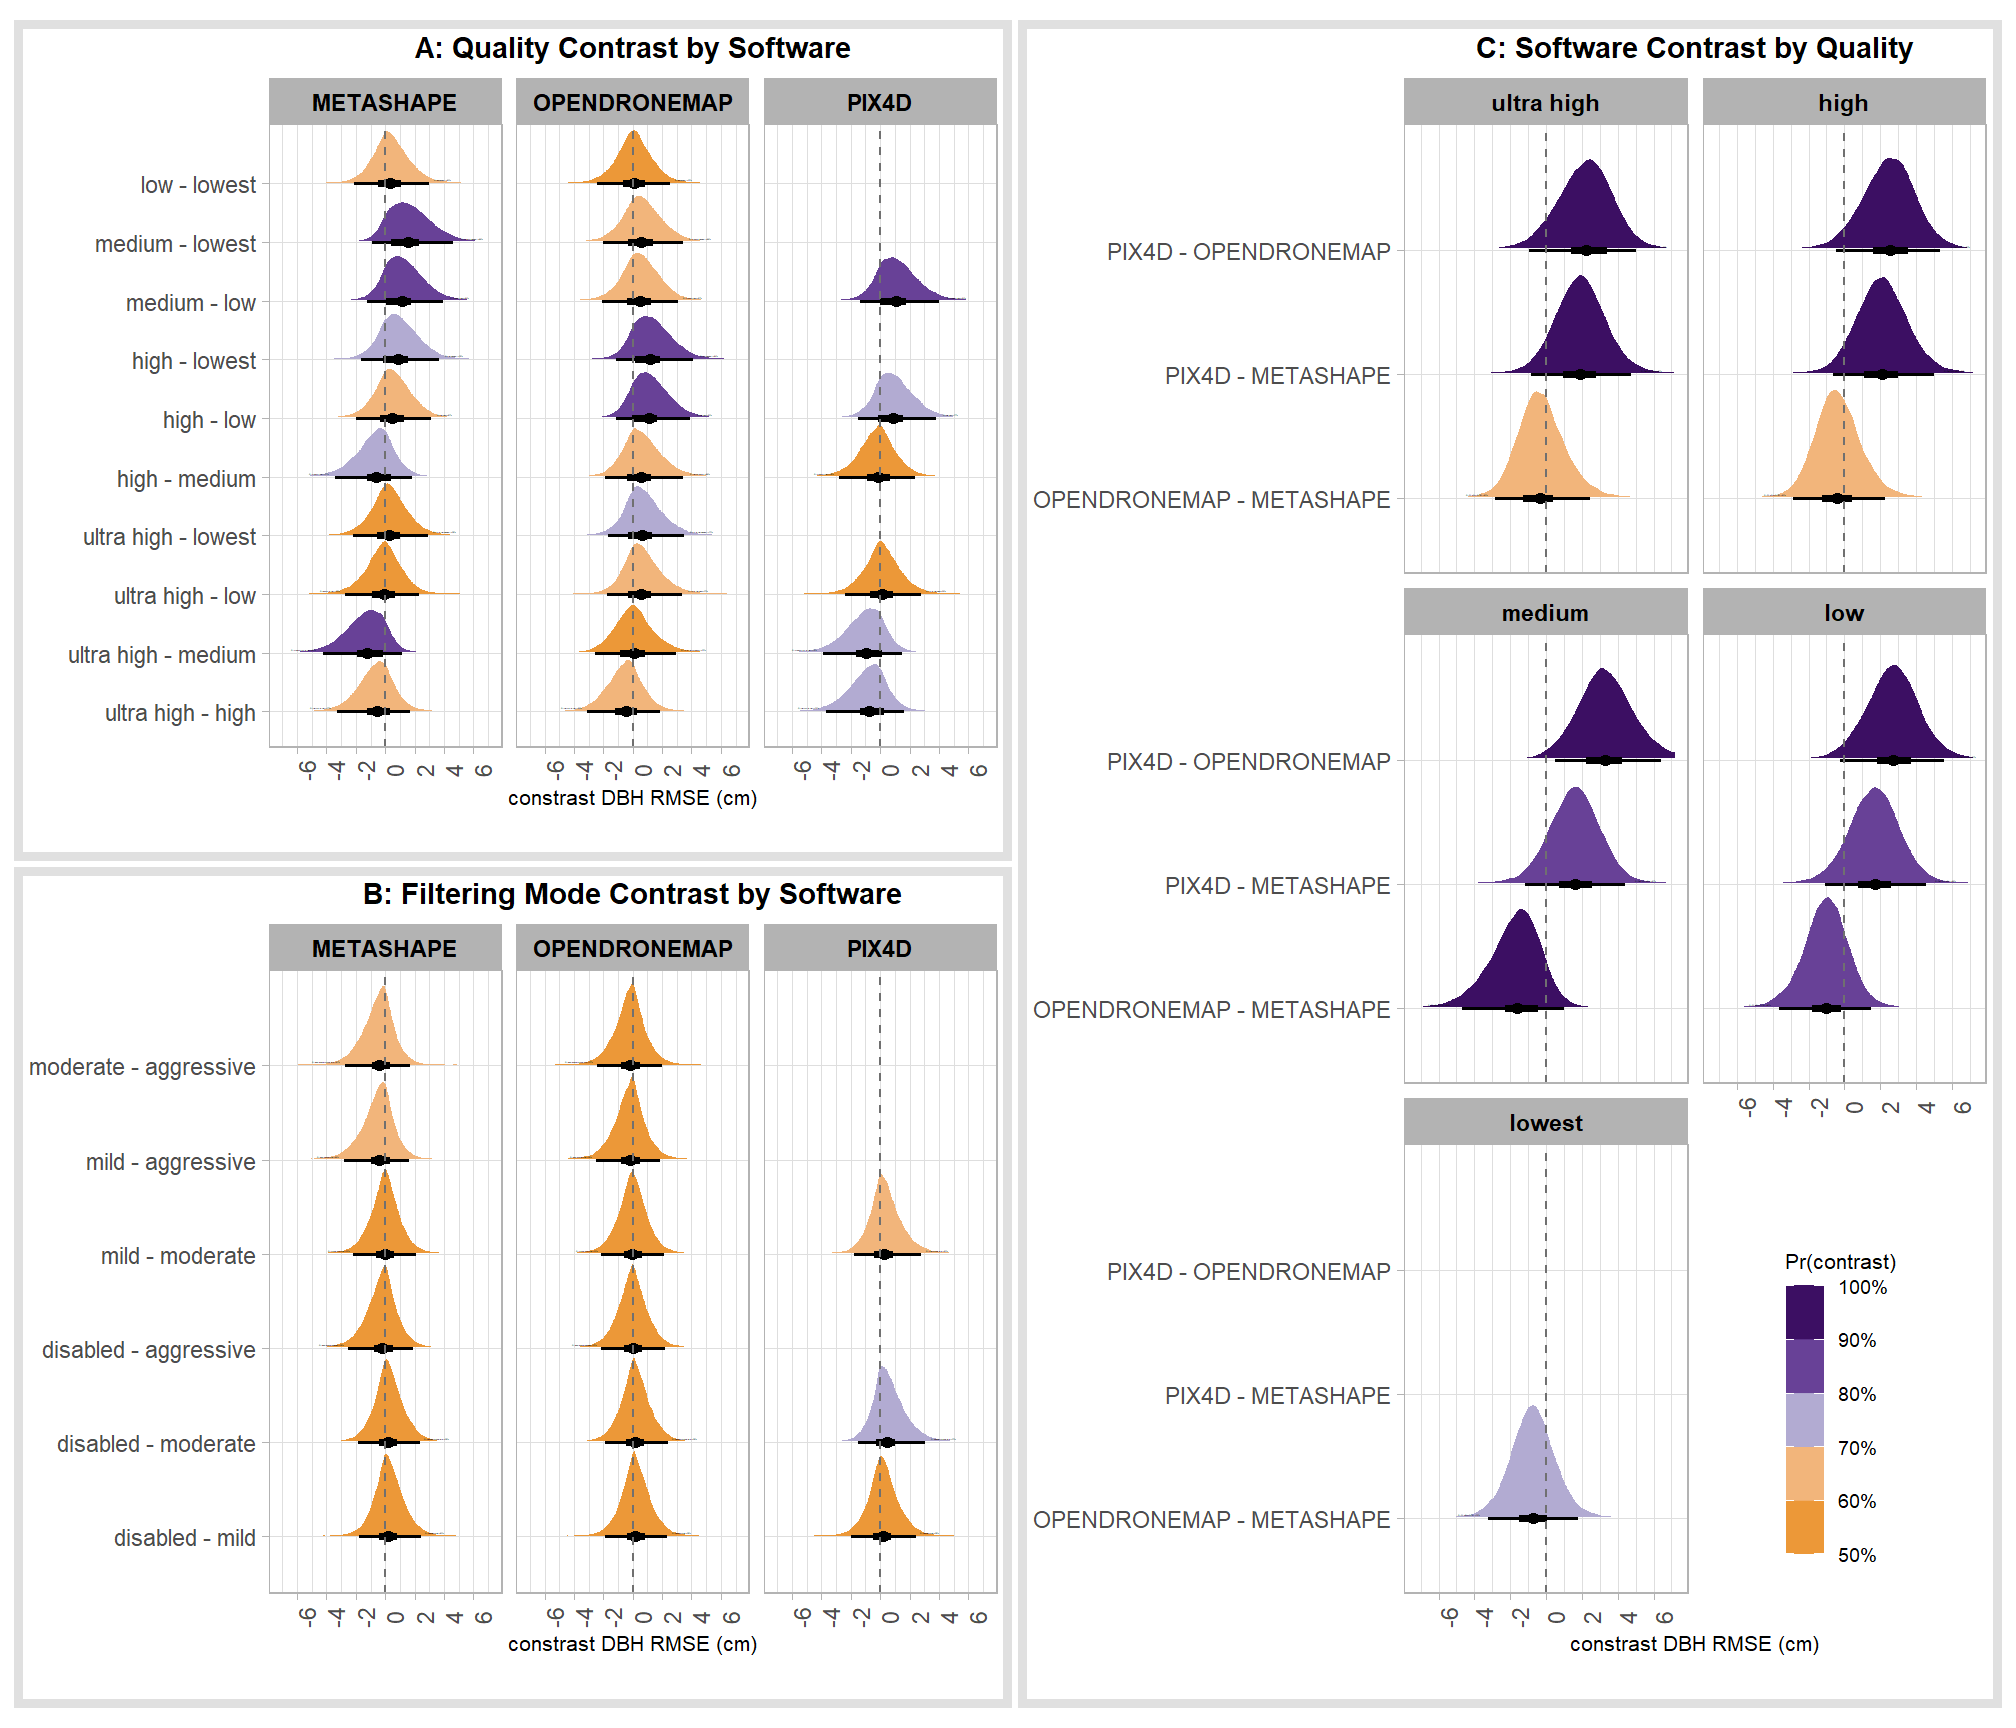 A: Quality Contrast by Software
METASHAPE OPENDRONEMAP PIX4D
low - lowest
medium - lowest
medium - low
high - lowest
high - low
high - medium
ultra high - lowest
ultra high - low
ultra high - medium
ultra high - high
-6 -4 -2 0 2 4 6 -6 -4 -2 0 2 4 6 -6 -4 -2 0 2 4 6
constrast DBH RMSE (cm)
B: Filtering Mode Contrast by Software
METASHAPE OPENDRONEMAP PIX4D
moderate - aggressive
mild - aggressive
mild - moderate
disabled - aggressive
disabled - moderate
disabled - mild
-6 -4 -2 0 2 4 6 -6 -4 -2 0 2 4 6 -6 -4 -2 0 2 4 6
constrast DBH RMSE (cm)
C: Software Contrast by Quality
ultra high high
PIX4D - OPENDRONEMAP
PIX4D - METASHAPE
OPENDRONEMAP - METASHAPE
medium low
PIX4D - OPENDRONEMAP
PIX4D - METASHAPE
OPENDRONEMAP - METASHAPE
-6 -4 -2 0 2 4 6
lowest
PIX4D - OPENDRONEMAP
PIX4D - METASHAPE
OPENDRONEMAP - METASHAPE
-6 -4 -2 0 2 4 6
constrast DBH RMSE (cm)
Pr(contrast)
100%
90%
80%
70%
60%
50%